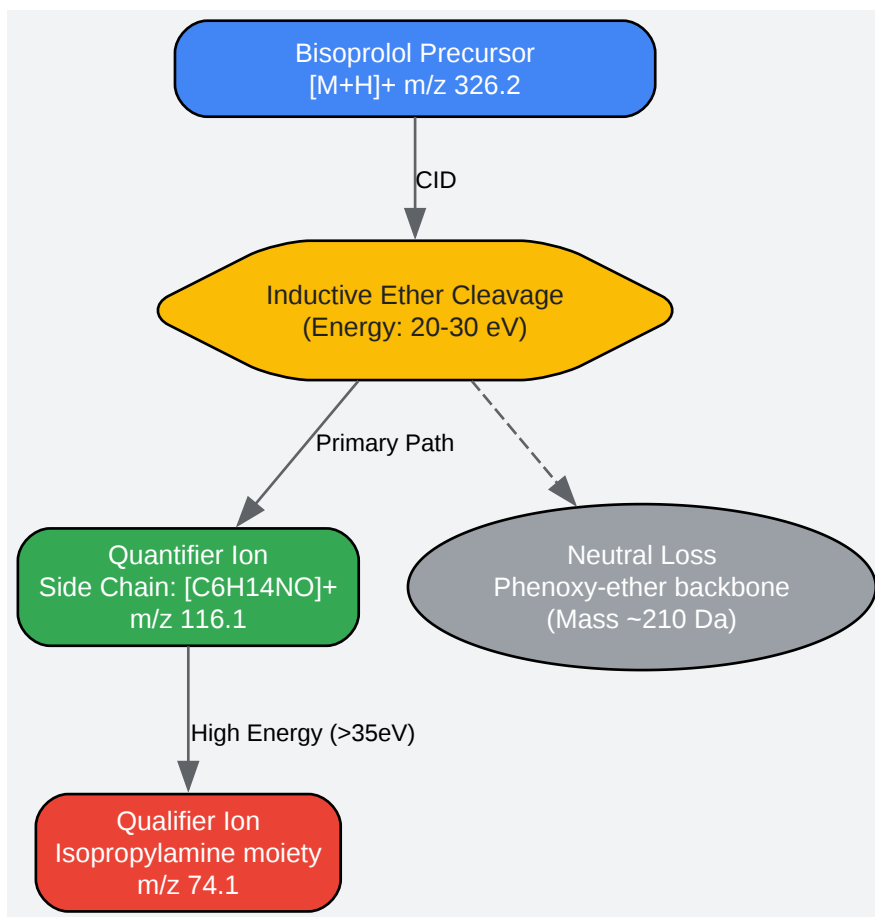 Bisoprolol Precursor
[M+H]+ m/z 326.2
CID
Inductive Ether Cleavage
(Energy: 20-30 eV)
Primary Path
Quantifier Ion
Side Chain: [C6H14NO]+
m/z 116.1
Neutral Loss
Phenoxy-ether backbone
(Mass ~210 Da)
High Energy (>35eV)
Qualifier Ion
Isopropylamine moiety
m/z 74.1